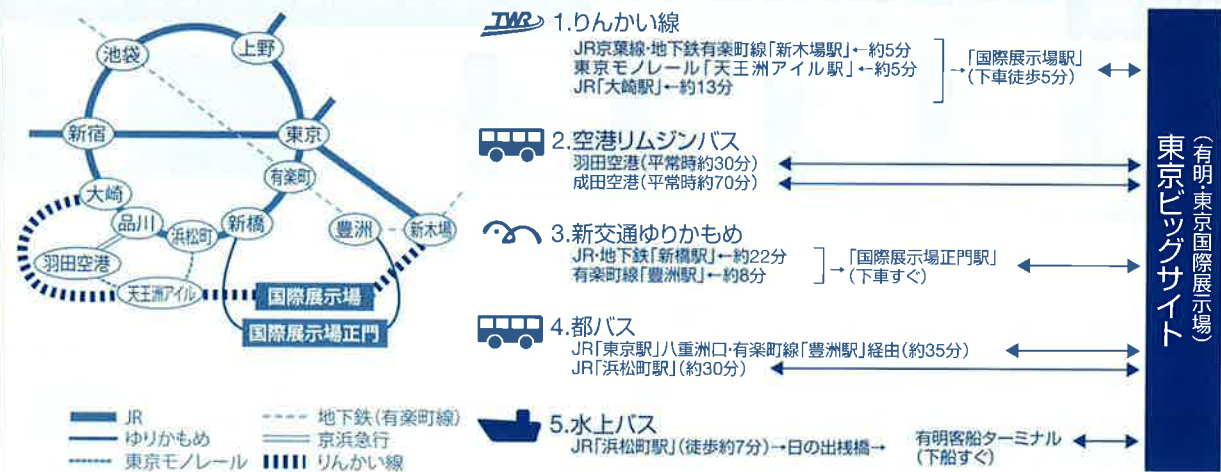 池袋
上野
新宿
東京
有楽町
大崎
品川
浜松町
新橋
豊洲
新木場
羽田空港
天王洲アイル
国際展示場
国際展示場正門
JR
ゆりかもめ
東京モノレール
地下鉄(有楽町線)
京浜急行
りんかい線
TWR 1.りんかい線
JR京葉線・地下鉄有楽町線「新木場駅」←約5分
東京モノレール「天王洲アイル駅」←約5分
JR「大崎駅」←約13分
→「国際展示場駅」
(下車徒歩5分)
2.空港リムジンバス
羽田空港(平常時約30分)
成田空港(平常時約70分)
3.新交通ゆりかもめ
JR・地下鉄「新橋駅」←約22分
有楽町線「豊洲駅」←約8分
→「国際展示場正門駅」
(下車すぐ)
4.都バス
JR「東京駅」八重洲口・有楽町線「豊洲駅」経由(約35分)
JR「浜松町駅」(約30分)
5.水上バス
JR「浜松町駅」(徒歩約7分)→日の出桟橋→
有明客船ターミナル
(下船すぐ)
(有明・東京国際展示場)
東京ビッグサイト